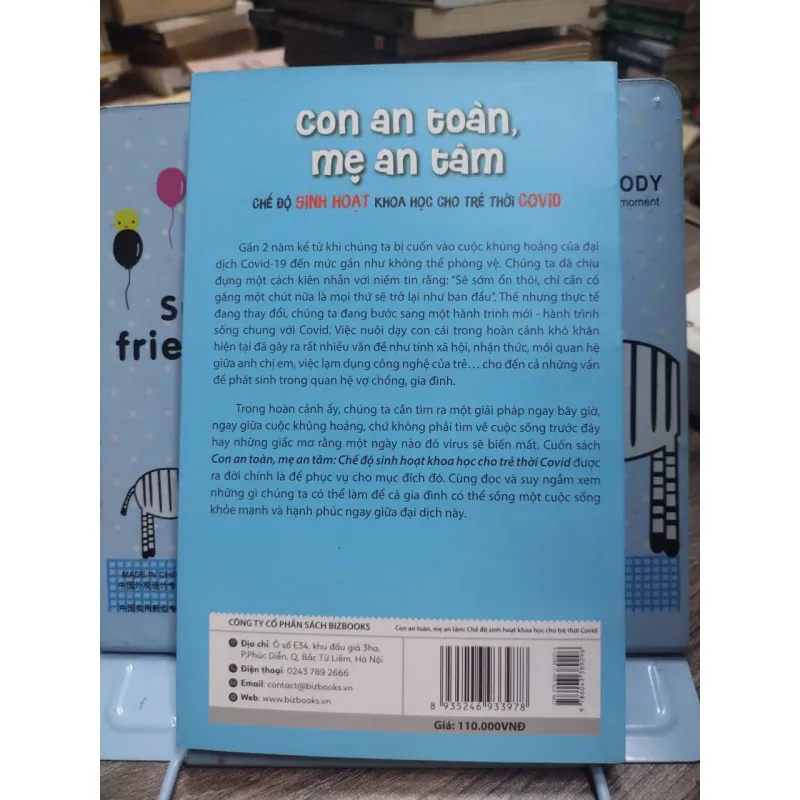 con an toàn,
mẹ an tâm
CHẾ ĐỘ SINH HOẠT KHOA HỌC CHO TRẺ THỜI COVID
Gần 2 năm kể từ khi chúng ta bị cuốn vào cuộc khủng hoảng của đại
dịch Covid-19 đến mức gần như không thể phòng vệ. Chúng ta đã chịu
đựng một cách kiên nhẫn với niềm tin rằng: “Sẽ sớm ổn thôi, chỉ cần cố
gắng một chút nữa là mọi thứ sẽ trở lại như ban đầu”. Thế nhưng thực tế
đang thay đổi, chúng ta đang bước sang một hành trình mới - hành trình
sống chung với Covid. Việc nuôi dạy con cái trong hoàn cảnh khó khăn
hiện tại đã gây ra rất nhiều vấn đề như tính xã hội, nhận thức, mối quan hệ
giữa anh chị em, việc lạm dụng công nghệ của trẻ... cho đến cả những vấn
đề phát sinh trong quan hệ vợ chồng, gia đình.
Trong hoàn cảnh ấy, chúng ta cần tìm ra một giải pháp ngay bây giờ,
ngay giữa cuộc khủng hoảng, chứ không phải tìm về cuộc sống trước đây
hay những giấc mơ rằng một ngày nào đó virus sẽ biến mất. Cuốn sách
Con an toàn, mẹ an tâm: Chế độ sinh hoạt khoa học cho trẻ thời Covid được
ra đời chính là để phục vụ cho mục đích đó. Cùng đọc và suy ngẫm xem
những gì chúng ta có thể làm để cả gia đình có thể sống một cuộc sống
khỏe mạnh và hạnh phúc ngay giữa đại dịch này.
CÔNG TY CỔ PHẦN SÁCH BIZBOOKS
Địa chỉ: Ô số E34, khu đấu giá 3ha,
P.Phúc Diễn, Q. Bắc Từ Liêm, Hà Nội
Điện thoại: 0243 789 2666
Email: contact@bizbooks.vn
Web: www.bizbooks.vn
Con an toàn, mẹ an tâm: Chế độ sinh hoạt khoa học cho trẻ thời Covid
8 935246 933978
Giá: 110.000VNĐ
frie
ODY
moment
MADE IN CHIN